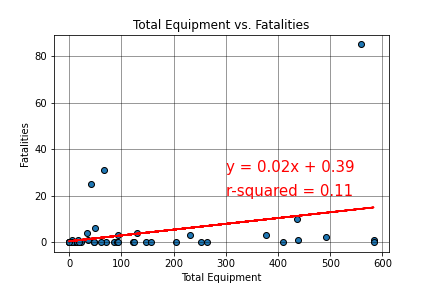 Total Equipment vs. Fatalities
80
60
40
20
0
Fatalities
y = 0.02x + 0.39
r-squared = 0.11
0 100 200 300 400 500 600
Total Equipment